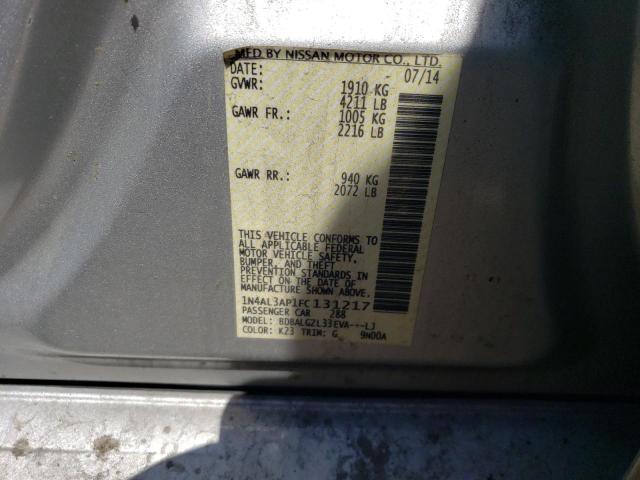 MFD BY NISSAN MOTOR CO., LTD.
DATE: - 07/14
GVWR: 1910 KG
4211 LB
GAWR FR.: 1005 KG
2216 LB
GAWR RR.: 940 KG
2072 LB
THIS VEHICLE CONFORMS TO
ALL APPLICABLE FEDERAL
MOTOR VEHICLE SAFETY,
BUMPER, AND THEFT
PREVENTION STANDARDS IN
EFFECT ON THE DATE OF
MANUFACTURE SHOWN ABOVE.
1N4AL3AP1FC131217
PASSENGER CAR 288
MODEL: BDBALGZL33EVA---LJ
COLOR: K23 TRIM: G 9N00A